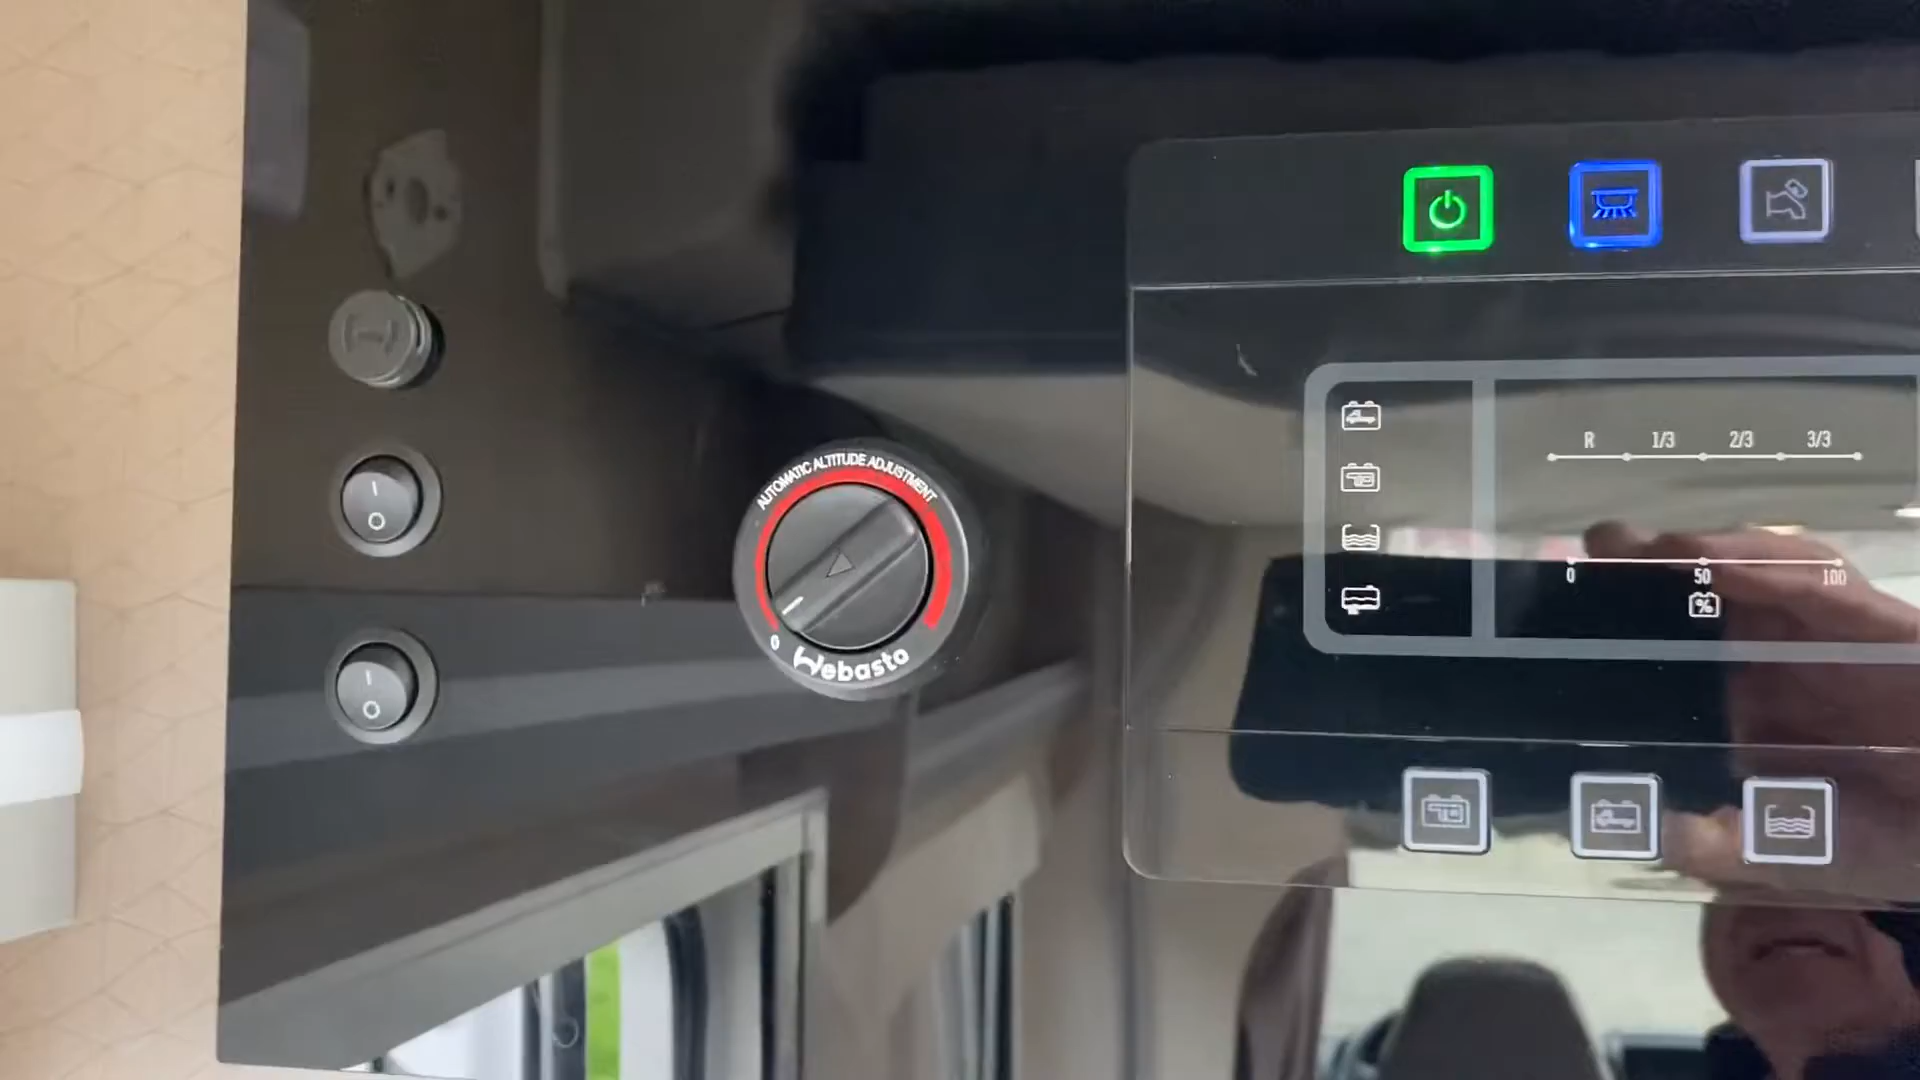 AUTOMATIC ALTITUDE ADJUSTMENT
0
Webasto
I
O
I
O
R 1/3 2/3 3/3
0 50 100
%